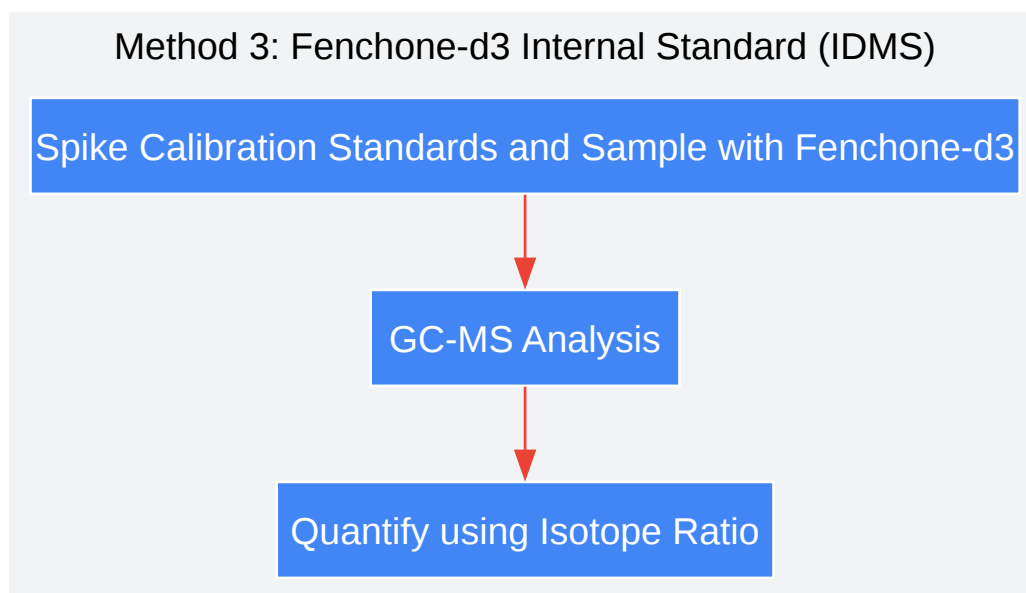 Method 3: Fenchone-d3 Internal Standard (IDMS)
Spike Calibration Standards and Sample with Fenchone-d3
GC-MS Analysis
Quantify using Isotope Ratio